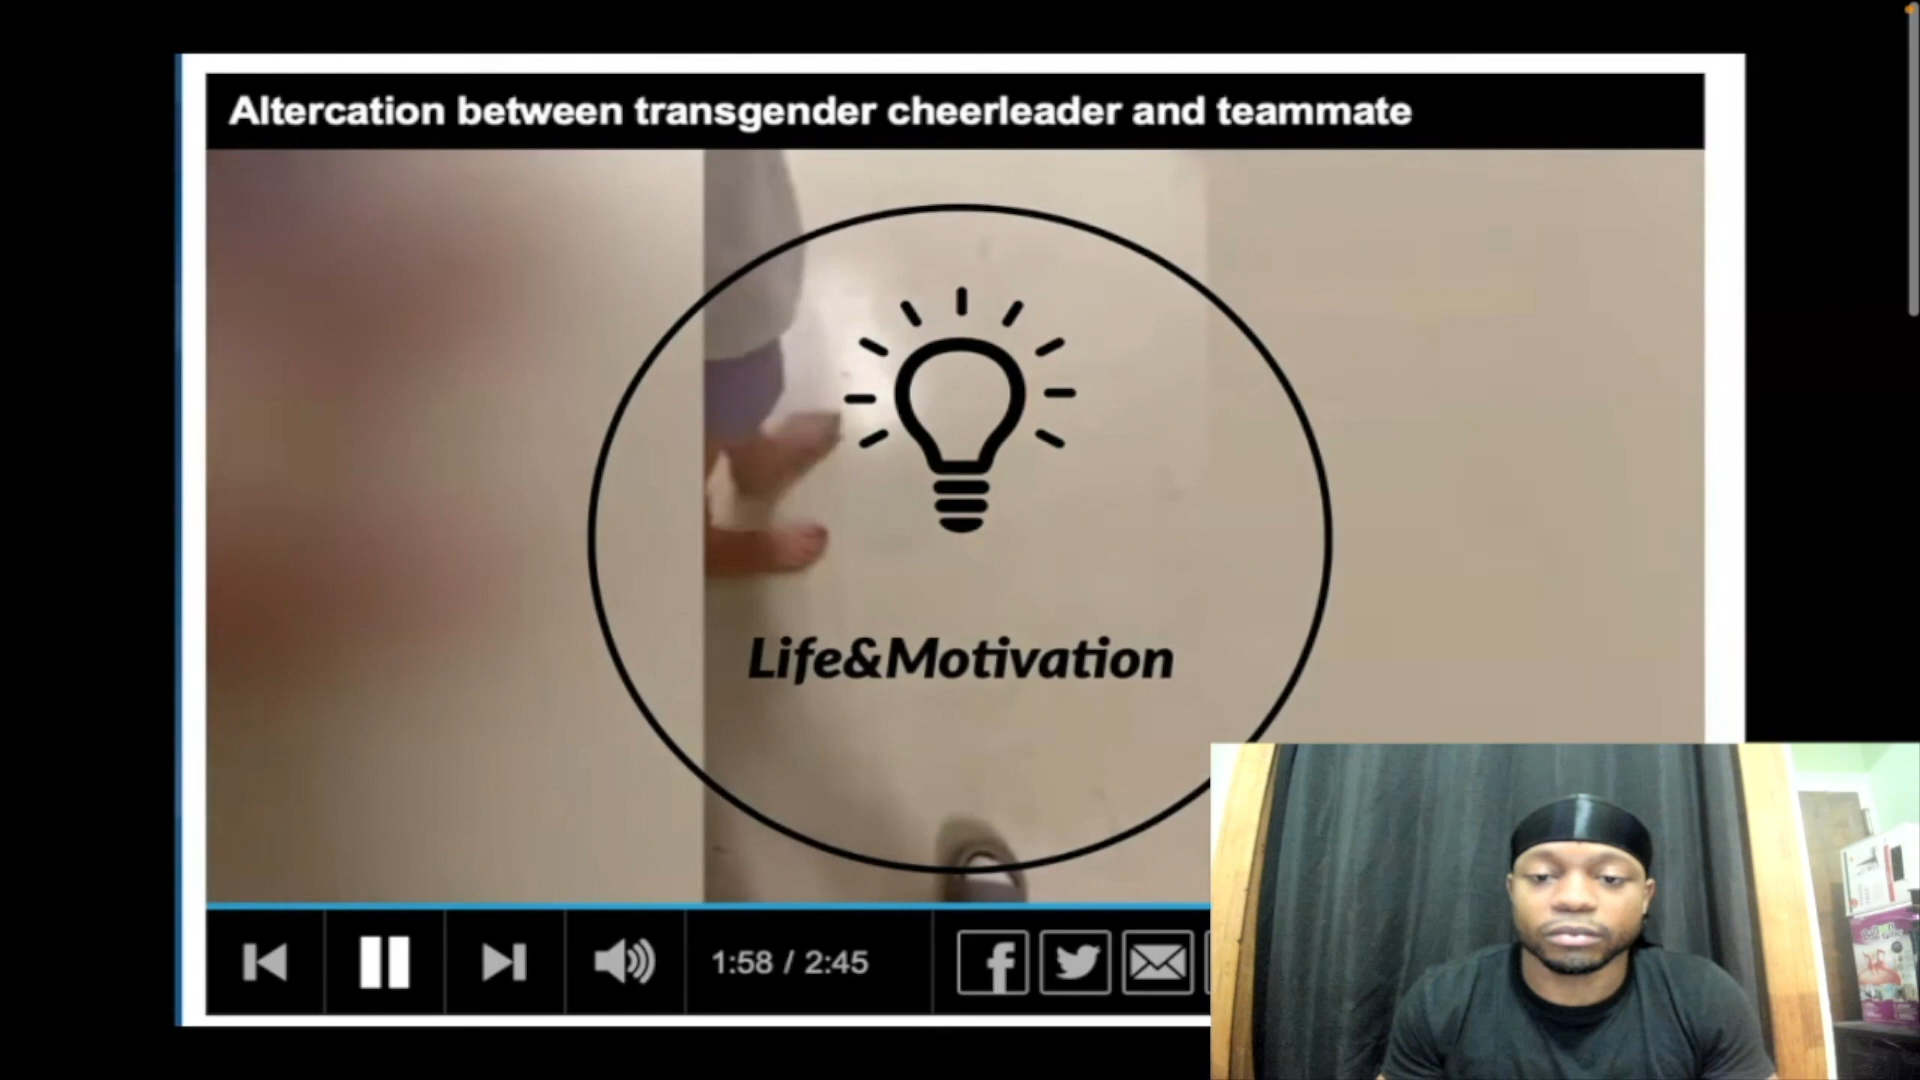 Altercation between transgender cheerleader and teammate
Life&Motivation
1:58 / 2:45